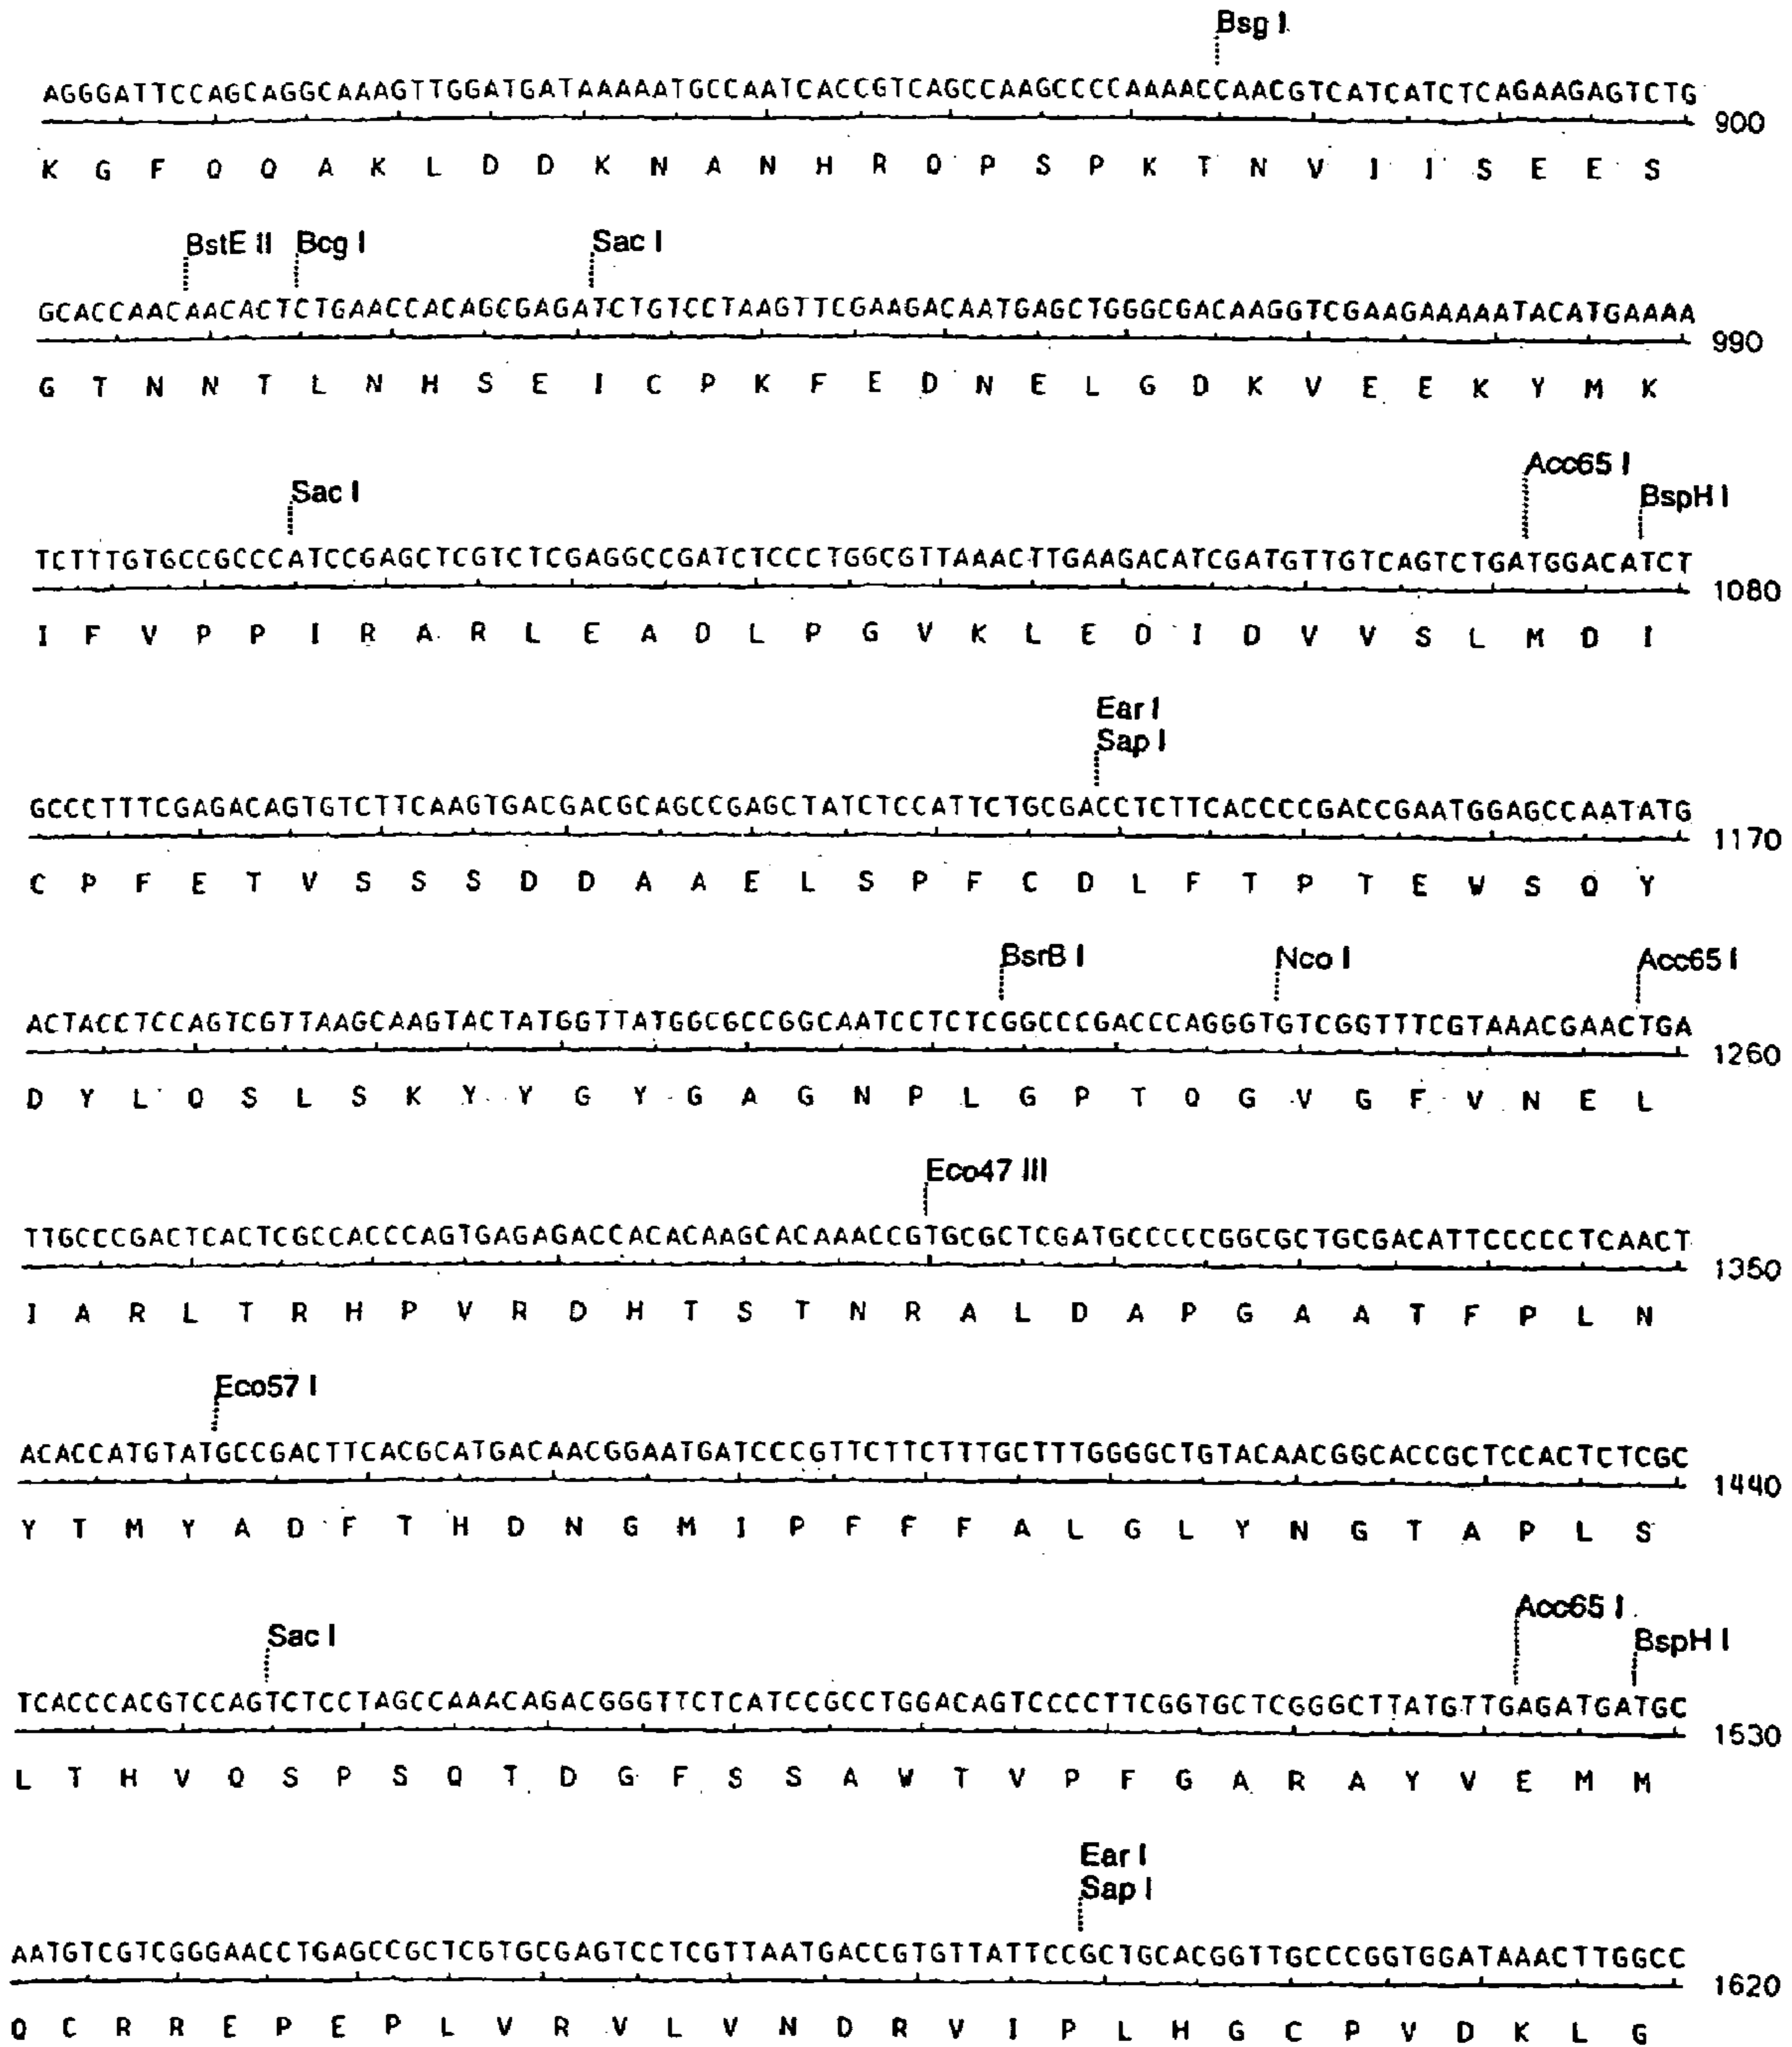 Bsg I
AGGGATTCCAGCAGGCAAAGTTGGATGATAAAAATGCCAATCACCGTCAGCCAAGCCCCAAAACCAACGTCATCATCTCAGAAGAGTCTG
900
K G F Q Q A K L D D K N A N H R Q P S P K T N V I I S E E S
BstE II Bcg I Sac I
GCACCAACAACACTCTGAACCACAGCGAGATCTGTCCTAAGTTCGAAGACAATGAGCTGGGCGACAAGGTCGAAGAAAAATACATGAAAA
990
G T N N T L N H S E I C P K F E D N E L G D K V E E K Y M K
Acc65 I
Sac I BspH I
TCTTTGTGCCGCCCATCCGAGCTCGTCTCGAGGCCGATCTCCCTGGCGTTAAACTTGAAGACATCGATGTTGTCAGTCTGATGGACATCT
1080
I F V P P I R A R L E A D L P G V K L E D I D V V S L M D I
Ear I
Sap I
GCCCTTTCGAGACAGTGTCTTCAAGTGACGACGCAGCCGAGCTATCTCCATTCTGCGACCTCTTCACCCCGACCGAATGGAGCCAATATG
1170
C P F E T V S S S D D A A E L S P F C D L F T P T E W S Q Y
BsrB I Nco I Acc65 I
ACTACCTCCAGTCGTTAAGCAAGTACTATGGTTATGGCGCCGGCAATCCTCTCGGCCCGACCCAGGGTGTCGGTTTCGTAAACGAACTGA
1260
D Y L Q S L S K Y Y G Y G A G N P L G P T Q G V G F V N E L
Eco47 III
TTGCCCGACTCACTCGCCACCCAGTGAGAGACCACACAAGCACAAACCGTGCGCTCGATGCCCCCGGCGCTGCGACATTCCCCCTCAACT
1350
I A R L T R H P V R D H T S T N R A L D A P G A A T F P L N
Eco57 I
ACACCATGTATGCCGACTTCACGCATGACAACGGAATGATCCCGTTCTTCTTTGCTTTGGGGCTGTACAACGGCACCGCTCCACTCTCGC
1440
Y T M Y A D F T H D N G M I P F F F A L G L Y N G T A P L S
Acc65 I
Sac I BspH I
TCACCCACGTCCAGTCTCCTAGCCAAACAGACGGGTTCTCATCCGCCTGGACAGTCCCCTTCGGTGCTCGGGCTTATGTTGAGATGATGC
1530
L T H V Q S P S Q T D G F S S A W T V P F G A R A Y V E M M
Ear I
Sap I
AATGTCGTCGGGAACCTGAGCCGCTCGTGCGAGTCCTCGTTAATGACCGTGTTATTCCGCTGCACGGTTGCCCGGTGGATAAACTTGGCC
1620
Q C R R E P E P L V R V L V N D R V I P L H G C P V D K L G